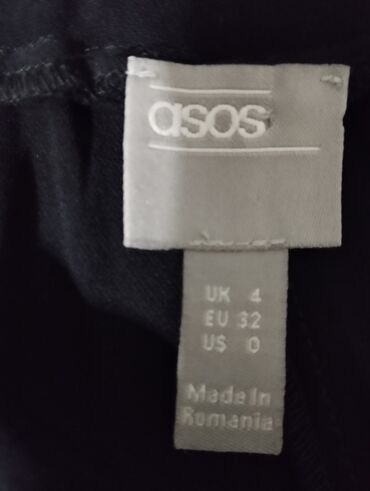 asos
UK 4
EU 32
US 0
Made In
Romania